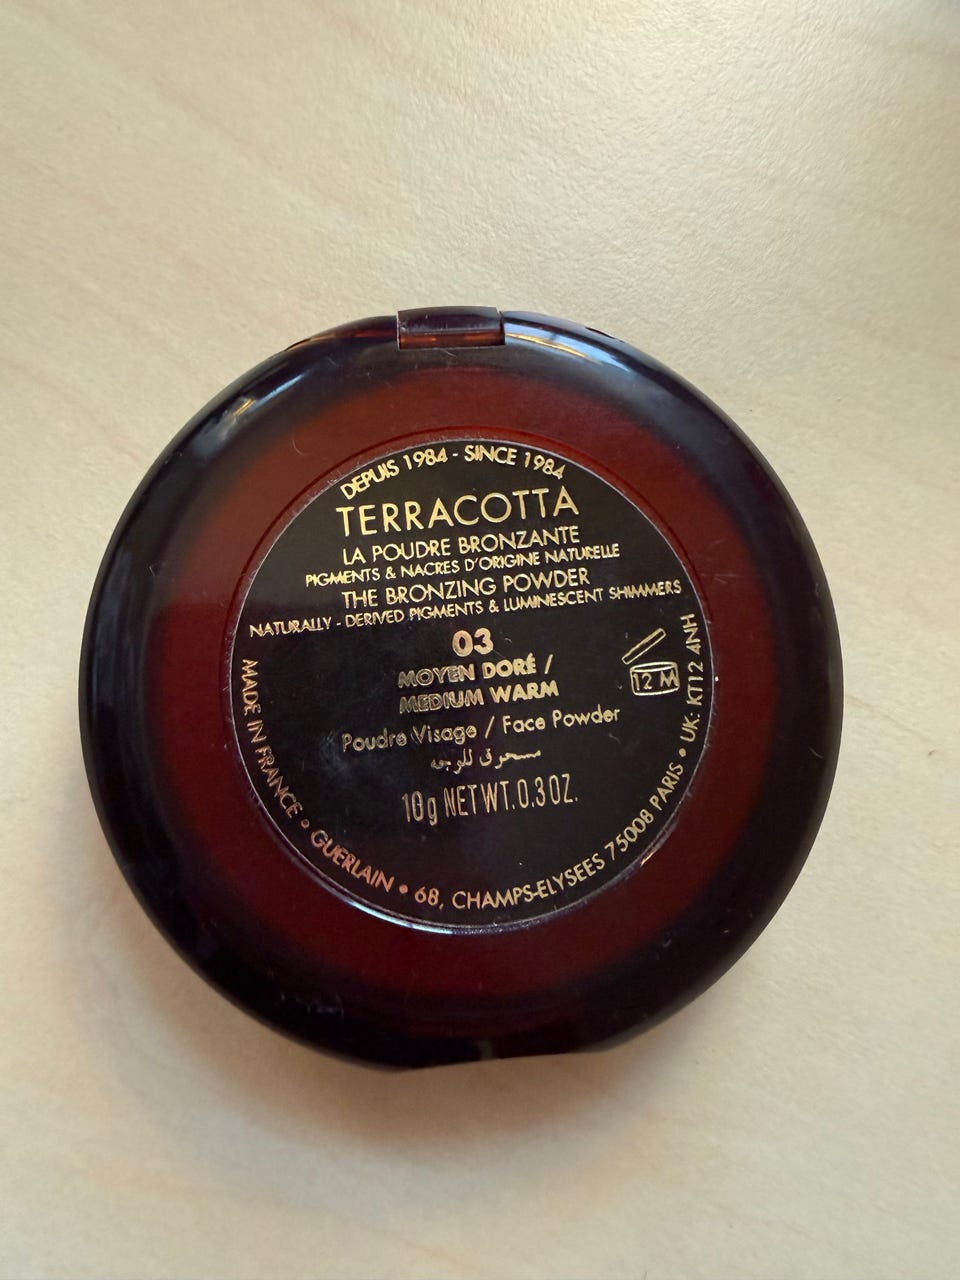 DEPUIS 1984 - SINCE 1984
TERRACOTTA
LA POUDRE BRONZANTE
PIGMENTS & NACRES D'ORIGINE NATURELLE
THE BRONZING POWDER
NATURALLY - DERIVED PIGMENTS & LUMINESCENT SHIMMERS
03
MOYEN DORÉ /
MEDIUM WARM
12 M
Poudre Visage / Face Powder
مسحوق للوجه
10g NET WT. 0.3 OZ.
MADE IN FRANCE • GUERLAIN • 68, CHAMPS-ELYSEES 75008 PARIS • UK: KT12 4NH